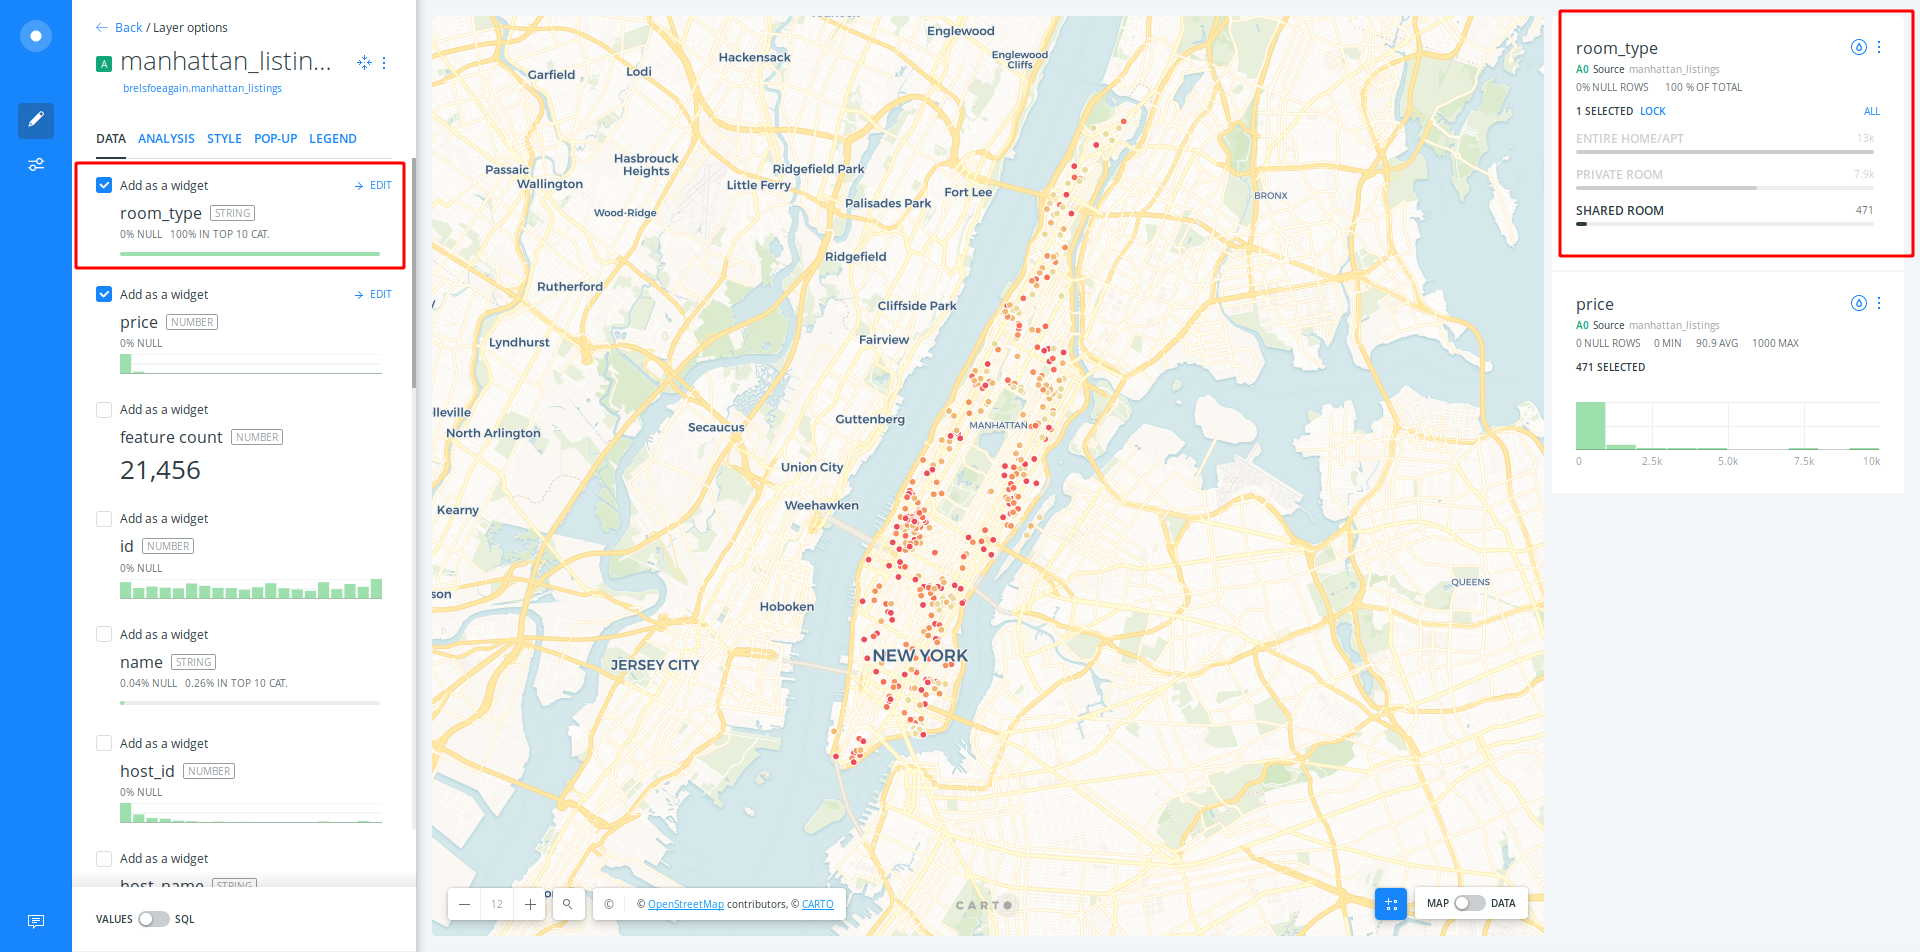 Back / Layer options
A manhattan_listin...
brelsfoeagain.manhattan_listings
DATA ANALYSIS STYLE POP-UP LEGEND
Add as a widget EDIT
room_type STRING
0% NULL 100% IN TOP 10 CAT.
Add as a widget EDIT
price NUMBER
0% NULL
Add as a widget
feature count NUMBER
21,456
Add as a widget
id NUMBER
0% NULL
Add as a widget
name STRING
0.04% NULL 0.26% IN TOP 10 CAT.
Add as a widget
host_id NUMBER
0% NULL
Add as a widget
host_name STRING
VALUES SQL
Englewood
Englewood
Cliffs
Hackensack
Garfield
Lodi
Hasbrouck
Heights
Passaic
Wallington
Ridgefield Park
Little Ferry
Fort Lee
BRONX
Palisades Park
Wood-Ridge
Ridgefield
Rutherford
Cliffside Park
Lyndhurst
Fairview
lleville
North Arlington
Secaucus
Guttenberg
MANHATTAN
Union City
Kearny
Weehawken
QUEENS
son
Hoboken
JERSEY CITY
NEW YORK
12
© © OpenStreetMap contributors, © CARTO
CARTO
MAP DATA
room_type
A0 Source manhattan_listings
0% NULL ROWS 100 % OF TOTAL
1 SELECTED LOCK ALL
ENTIRE HOME/APT 13k
PRIVATE ROOM 7.9k
SHARED ROOM 471
price
A0 Source manhattan_listings
0 NULL ROWS 0 MIN 90.9 AVG 1000 MAX
471 SELECTED
0 2.5k 5.0k 7.5k 10k